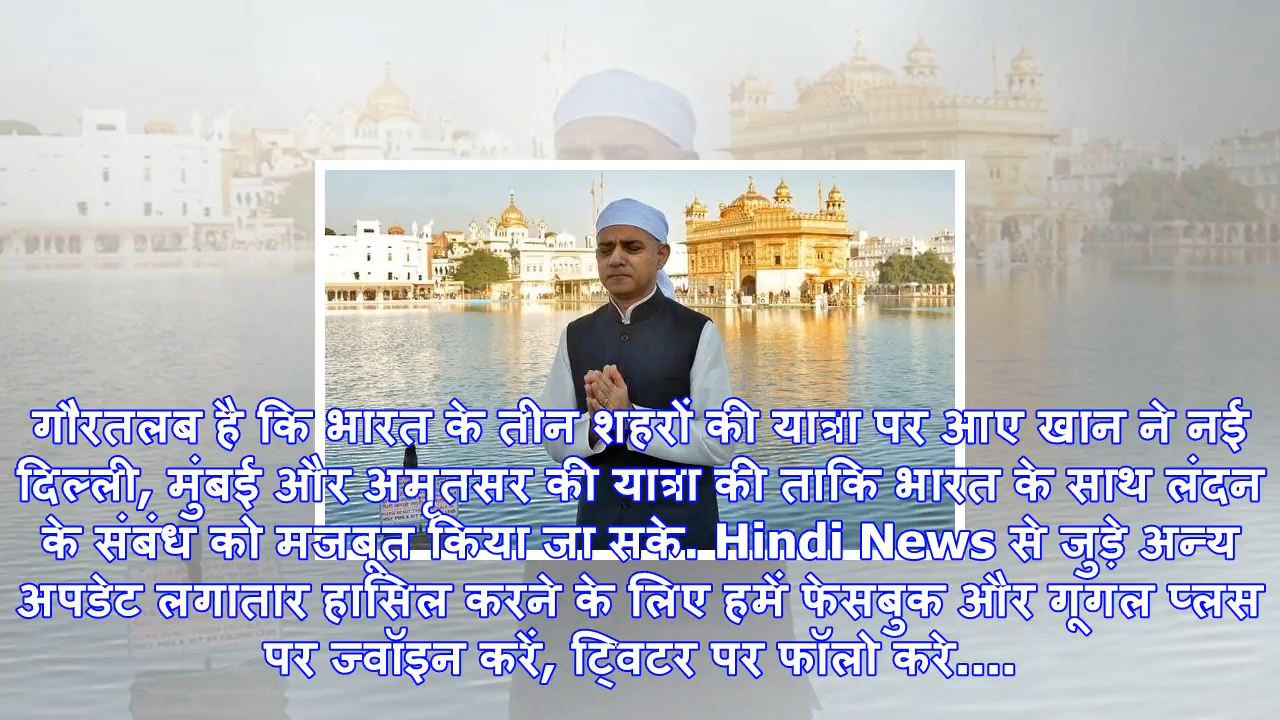 गौरतलब है कि भारत के तीन शहरों की यात्रा पर आए खान ने नई
दिल्ली, मुंबई और अमृतसर की यात्रा की ताकि भारत के साथ लंदन
के संबंध को मजबूत किया जा सके. Hindi News से जुड़े अन्य
अपडेट लगातार हासिल करने के लिए हमें फेसबुक और गूगल प्लस
पर ज्वॉइन करें, ट्विटर पर फॉलो करे....